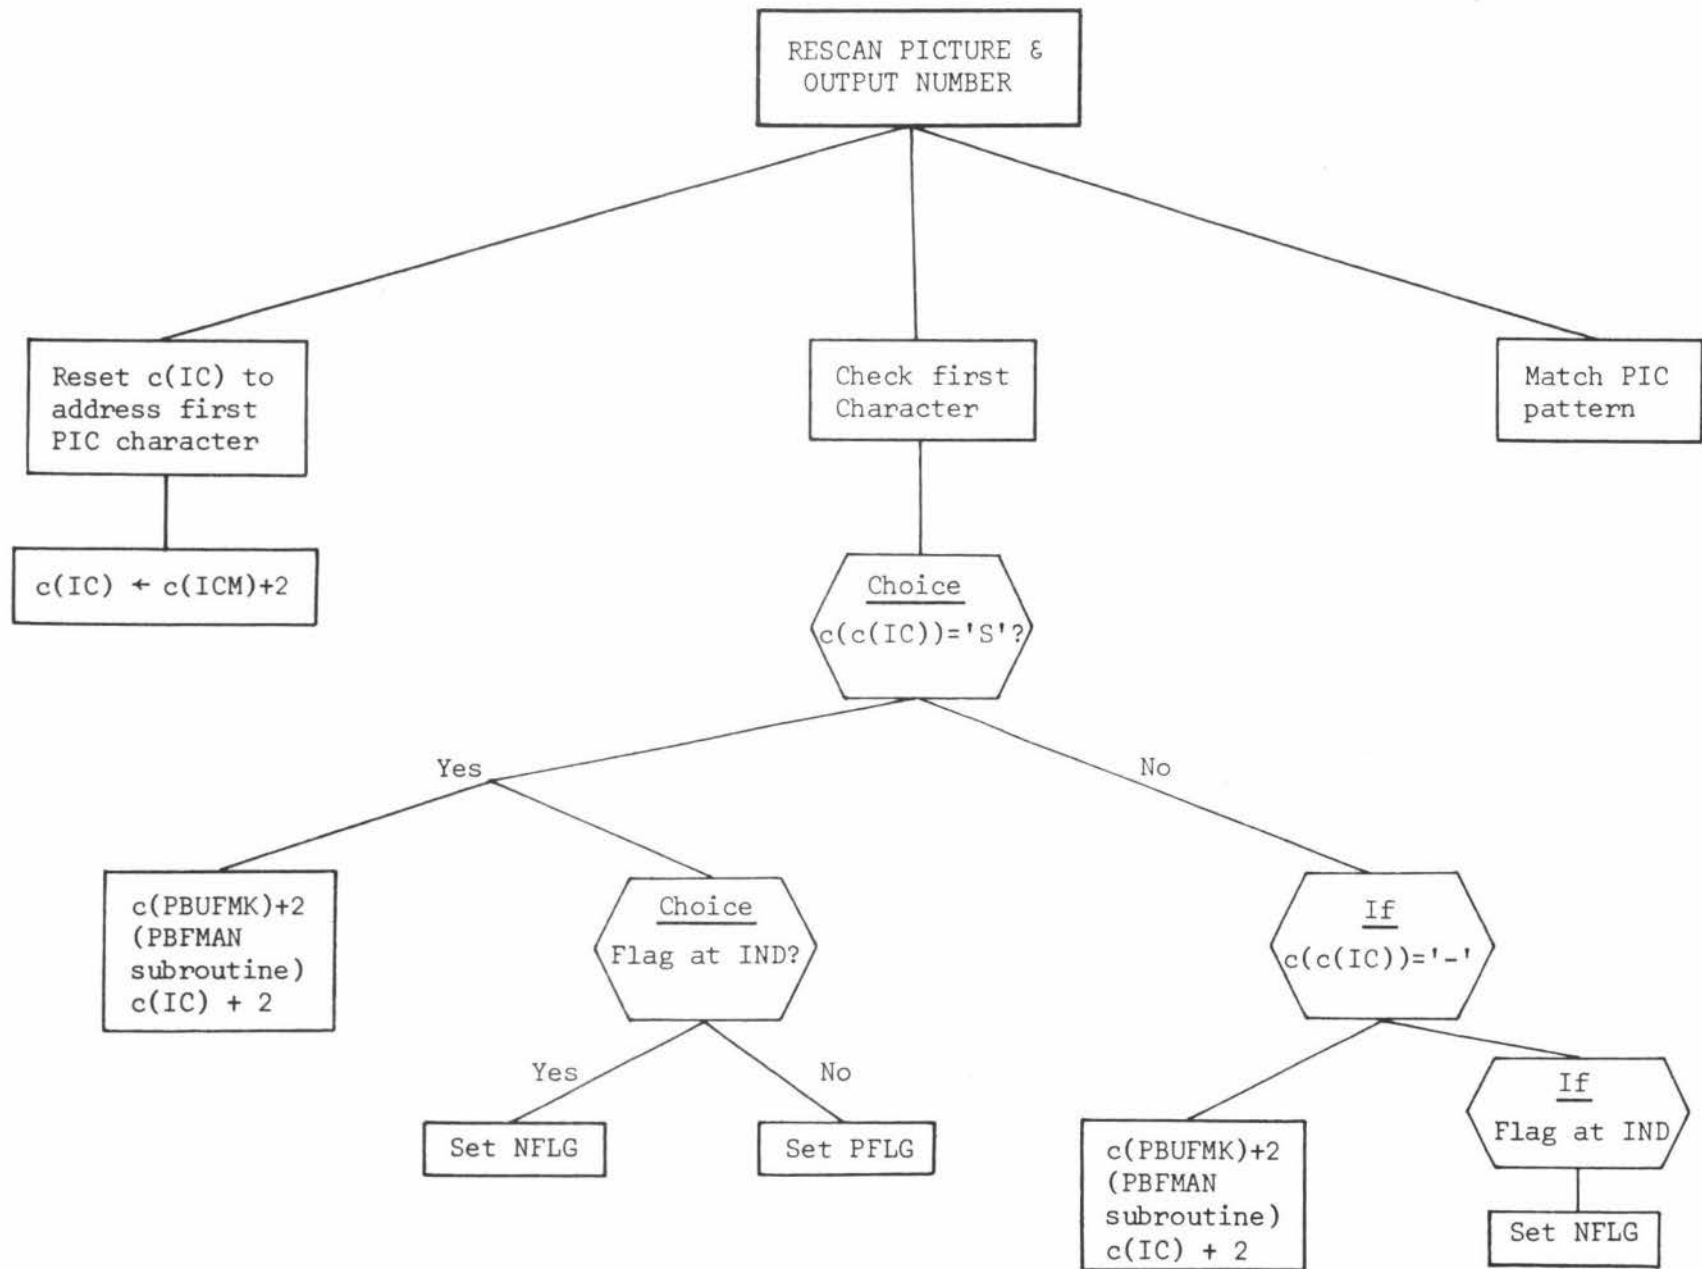 RESCAN PICTURE &
OUTPUT NUMBER
Reset c(IC) to
address first
PIC character
Check first
Character
Match PIC
pattern
c(IC) ← c(ICM)+2
Choice
c(c(IC))='S'?
Yes
No
c(PBUFMK)+2
(PBFMAN
subroutine)
c(IC) + 2
Choice
Flag at IND?
If
c(c(IC))='-'
Yes
No
Set NFLG
Set PFLG
c(PBUFMK)+2
(PBFMAN
subroutine)
c(IC) + 2
If
Flag at IND
Set NFLG